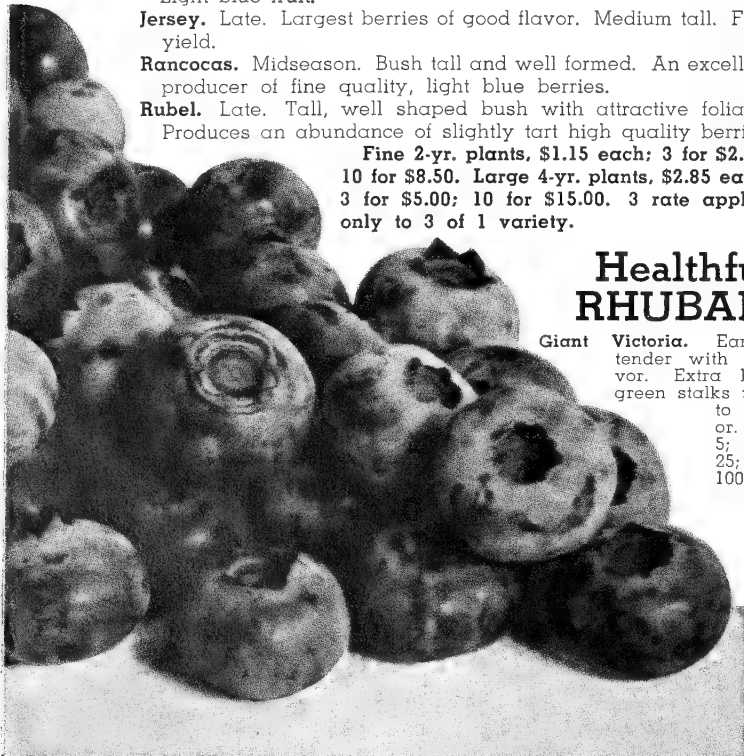 Light blue fruit.
Jersey. Late. Largest berries of good flavor. Medium tall. F
yield.
Rancocas. Midseason. Bush tall and well formed. An excell
producer of fine quality, light blue berries.
Rubel. Late. Tall, well shaped bush with attractive folia
Produces an abundance of slightly tart high quality berri
Fine 2-yr. plants, $1.15 each; 3 for $2.
10 for $8.50. Large 4-yr. plants, $2.85 ea
3 for $5.00; 10 for $15.00. 3 rate appl
only to 3 of 1 variety.
Healthfu
RHUBAR
Giant Victoria. Ear
tender with
vor. Extra l
green stalks
to
or.
5;
25;
100